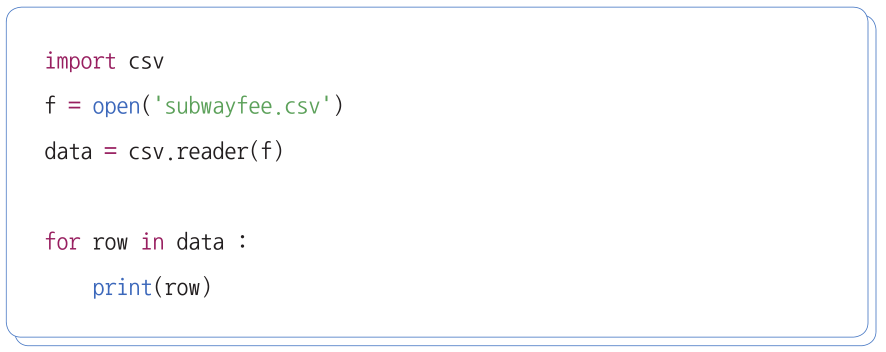 import csv
f = open('subwayfee.csv')
data = csv.reader(f)
for row in data :
    print(row)